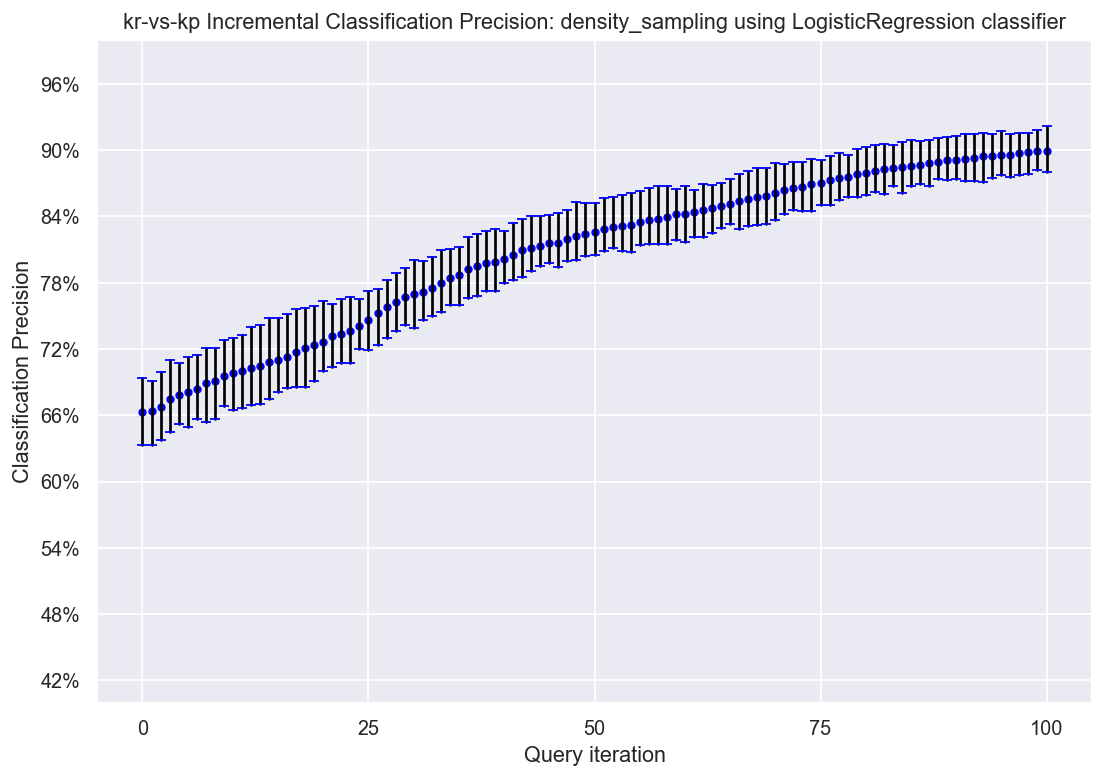 kr-vs-kp Incremental Classification Precision: density_sampling using LogisticRegression classifier
96%
90%
84%
78%
72%
66%
60%
54%
48%
42%
Classification Precision
0 25 50 75 100
Query iteration